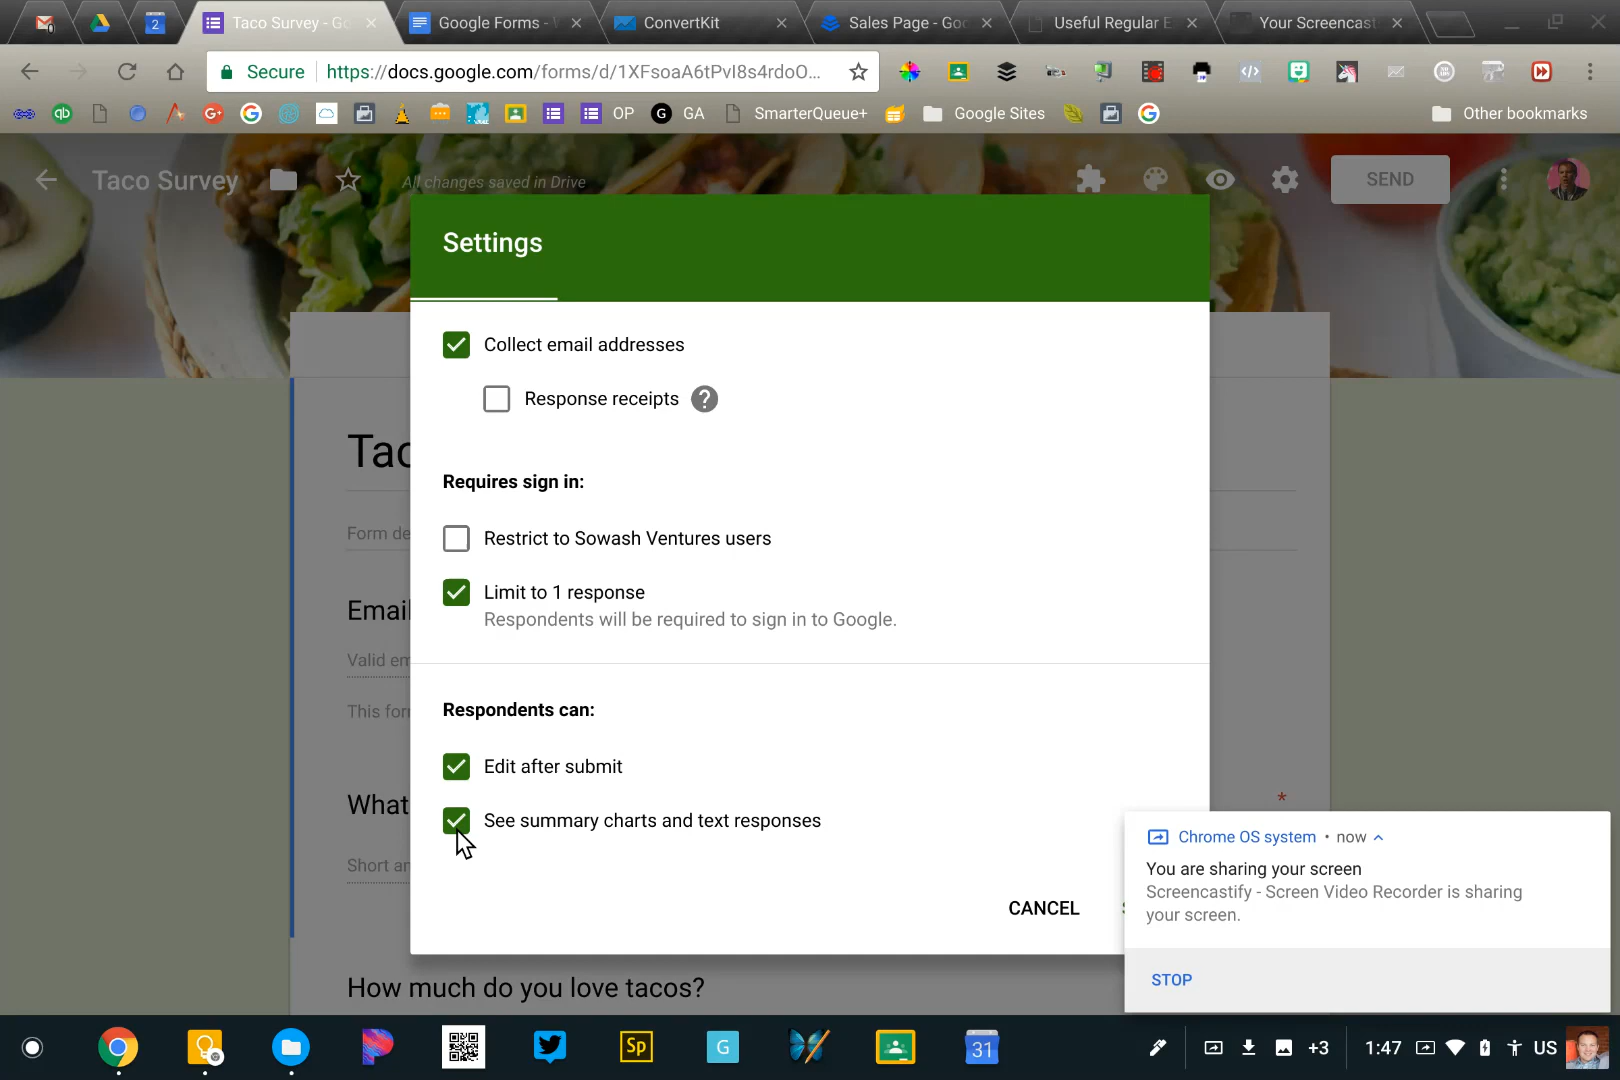 0
2
Taco Survey - Go
Google Forms -
ConvertKit
Sales Page - Goo
Useful Regular E
Your Screencast
Secure
https://docs.google.com/forms/d/1XFsoaA6tPvI8s4rdoO...
qb
G+
OP
G
GA
SmarterQueue+
Google Sites
Other bookmarks
Taco Survey
All changes saved in Drive
SEND
Settings
Collect email addresses
Response receipts ?
Tac
Requires sign in:
Form de
Restrict to Sowash Ventures users
Limit to 1 response
Respondents will be required to sign in to Google.
Email
Valid em
This for
Respondents can:
Edit after submit
What
*
See summary charts and text responses
Short an
CANCEL
Chrome OS system • now
You are sharing your screen
Screencastify - Screen Video Recorder is sharing
your screen.
STOP
How much do you love tacos?
Sp
G
31
+3
1:47
US